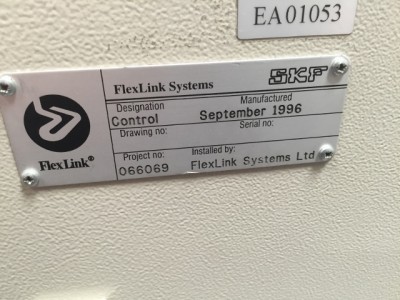 EA01053
FlexLink Systems SKF
Designation Manufactured
Control September 1996
Drawing no: Serial no:
Project no: Installed by:
066069 FlexLink Systems Ltd
FlexLink®